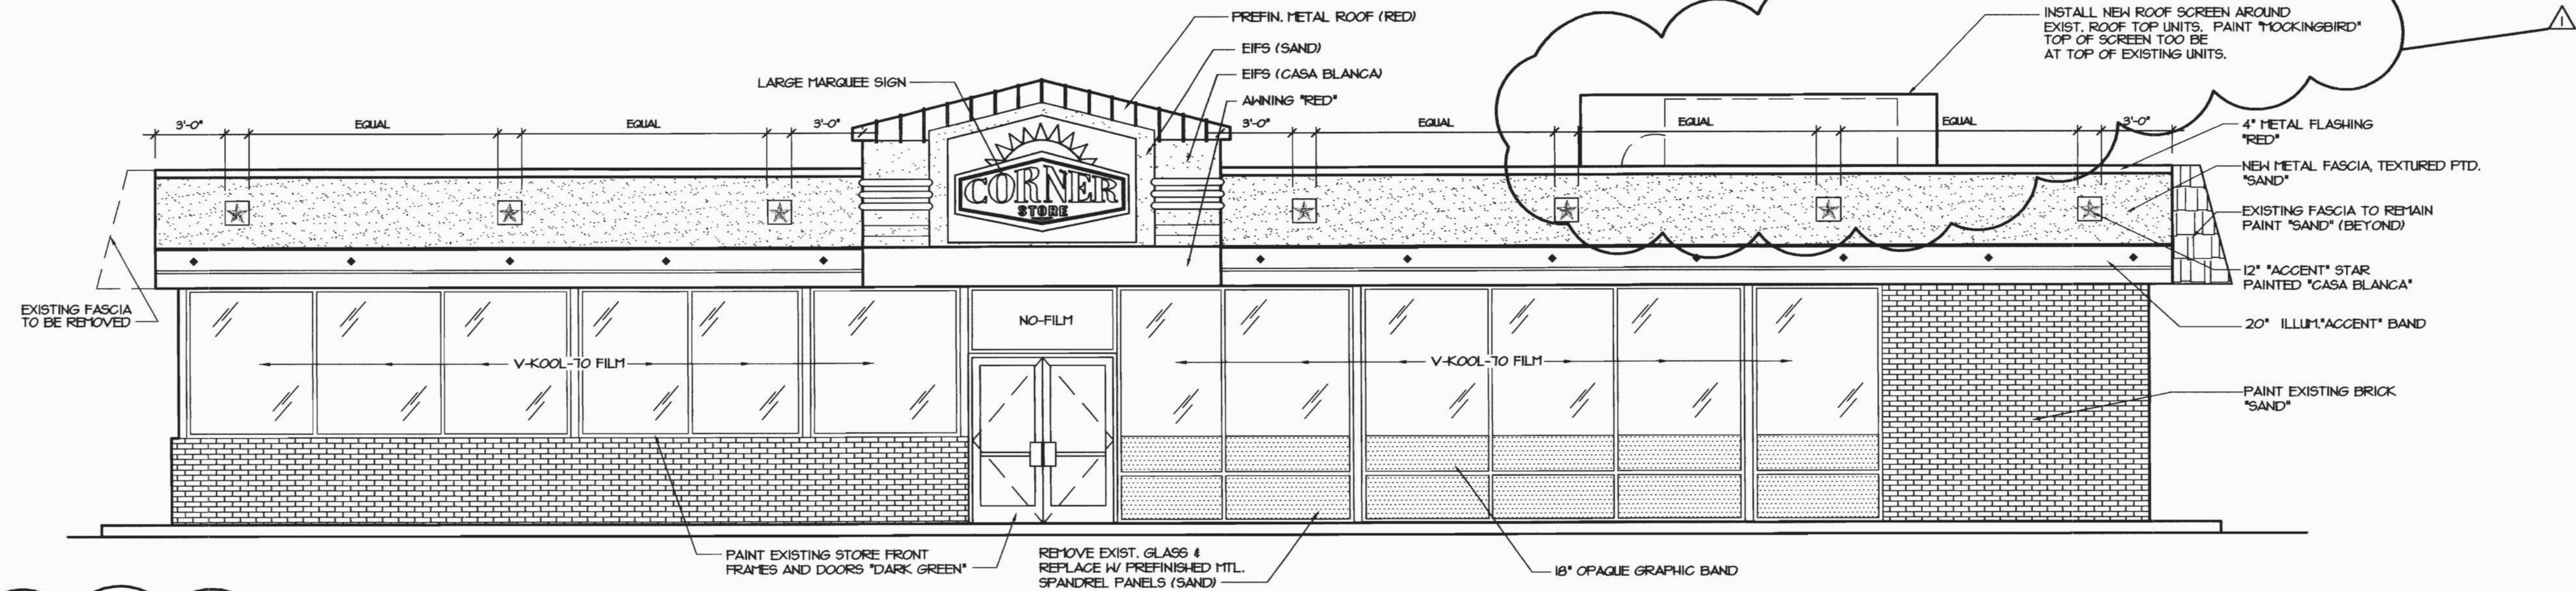 PREFIN. METAL ROOF (RED)
EIFS (SAND)
EIFS (CASA BLANCA)
AWNING "RED"
LARGE MARQUEE SIGN
INSTALL NEW ROOF SCREEN AROUND
EXIST. ROOF TOP UNITS. PAINT "MOCKINGBIRD"
TOP OF SCREEN TOO BE
AT TOP OF EXISTING UNITS.
1
3'-0"
EQUAL
EQUAL
3'-0"
3'-0"
EQUAL
EQUAL
EQUAL
3'-0"
4" METAL FLASHING
"RED"
NEW METAL FASCIA, TEXTURED PTD.
"SAND"
EXISTING FASCIA TO REMAIN
PAINT "SAND" (BEYOND)
12" "ACCENT" STAR
PAINTED "CASA BLANCA"
20" ILLUM."ACCENT" BAND
PAINT EXISTING BRICK
"SAND"
CORNER
STORE
EXISTING FASCIA
TO BE REMOVED
NO-FILM
V-KOOL-70 FILM
V-KOOL-70 FILM
PAINT EXISTING STORE FRONT
FRAMES AND DOORS "DARK GREEN"
REMOVE EXIST. GLASS &
REPLACE W/ PREFINISHED MTL.
SPANDREL PANELS (SAND)
18" OPAQUE GRAPHIC BAND